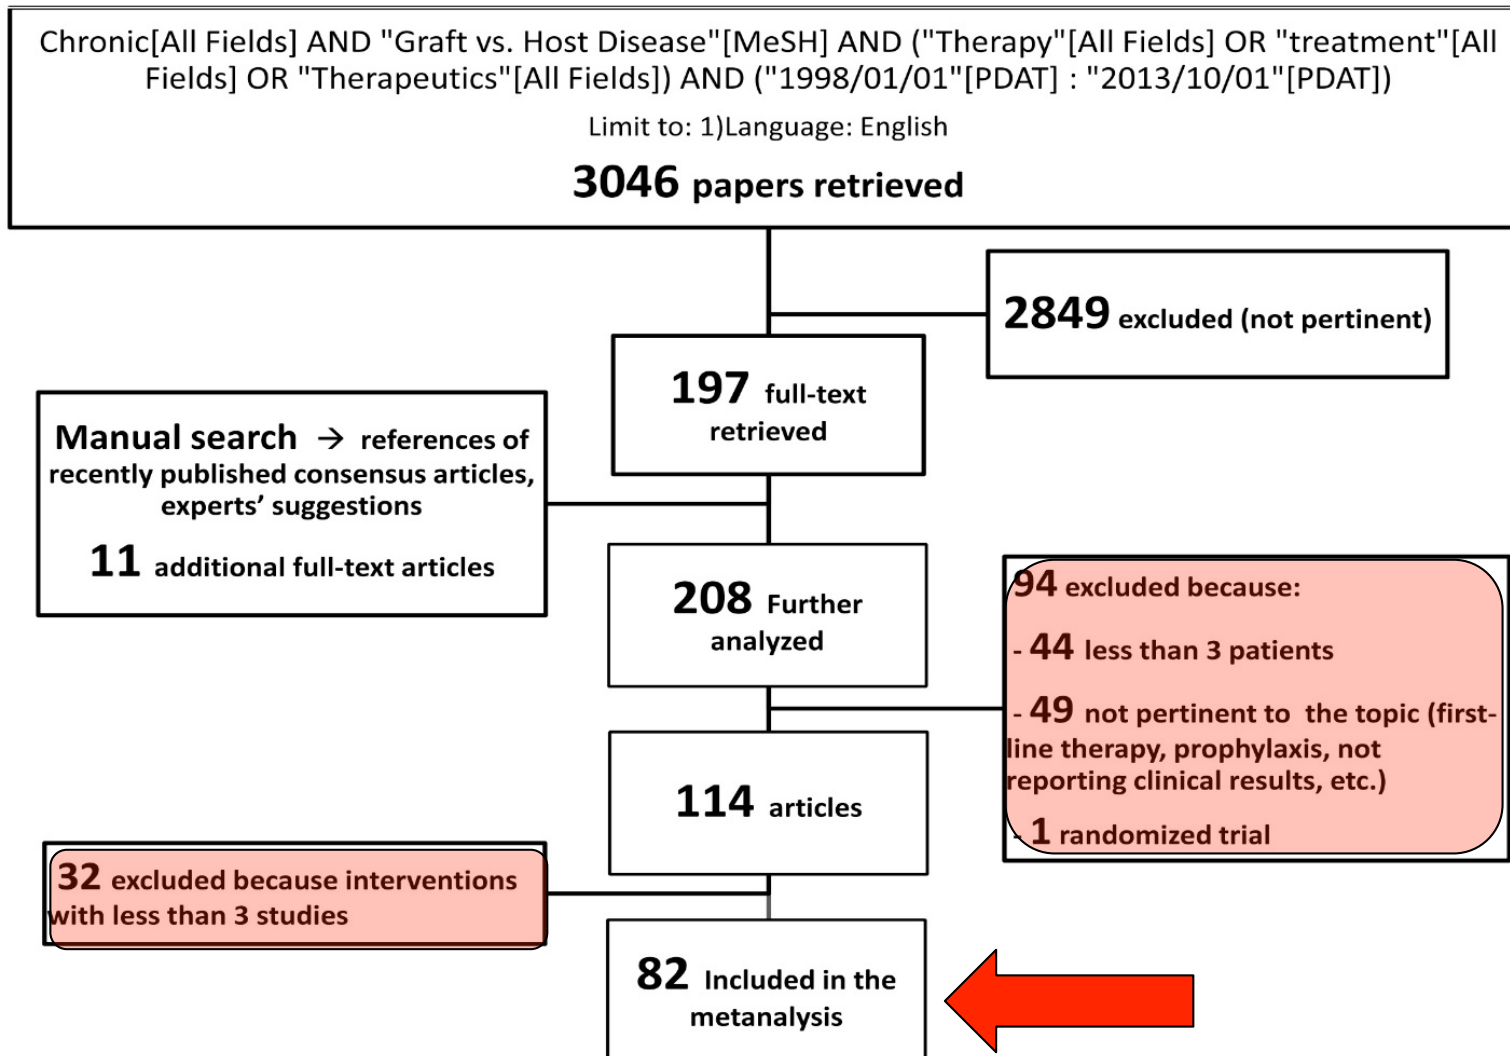 Chronic[All Fields] AND "Graft vs. Host Disease"[MeSH] AND ("Therapy"[All Fields] OR "treatment"[All
Fields] OR "Therapeutics"[All Fields]) AND ("1998/01/01"[PDAT] : "2013/10/01"[PDAT])
Limit to: 1)Language: English
3046 papers retrieved
2849 excluded (not pertinent)
197 full-text
retrieved
Manual search → references of
recently published consensus articles,
experts’ suggestions
11 additional full-text articles
208 Further
analyzed
94 excluded because:
- 44 less than 3 patients
- 49 not pertinent to the topic (first-
line therapy, prophylaxis, not
reporting clinical results, etc.)
- 1 randomized trial
114 articles
32 excluded because interventions
with less than 3 studies
82 Included in the
metanalysis